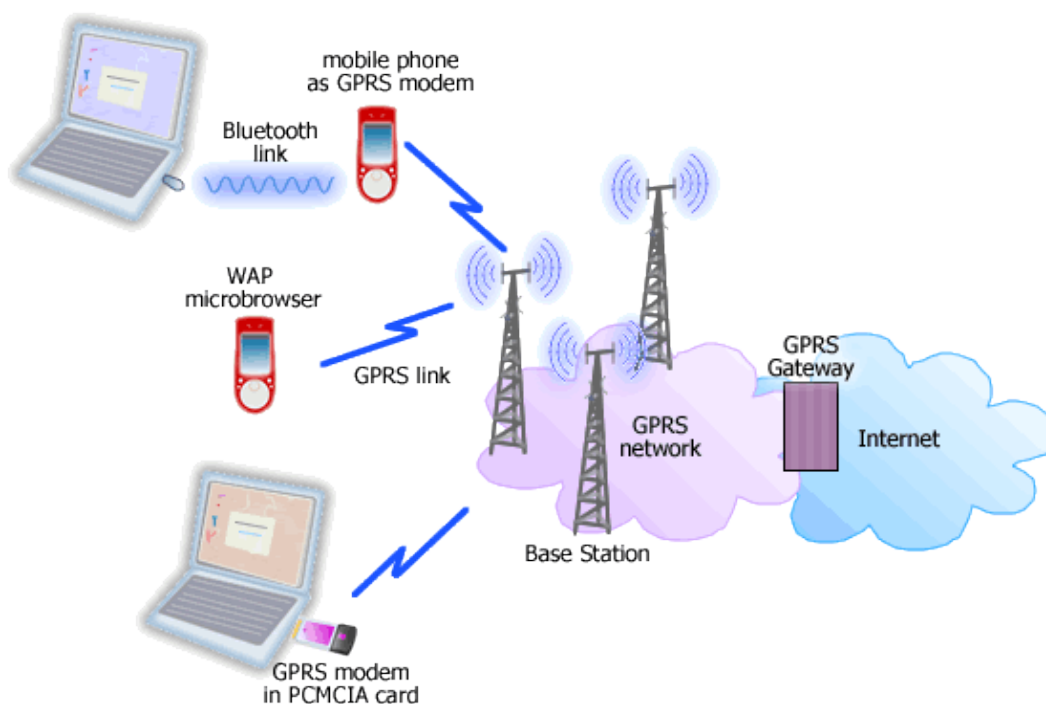 mobile phone
as GPRS modem
Bluetooth
link
WAP
microbrowser
GPRS link
GPRS
Gateway
GPRS
network
Internet
Base Station
GPRS modem
in PCMCIA card